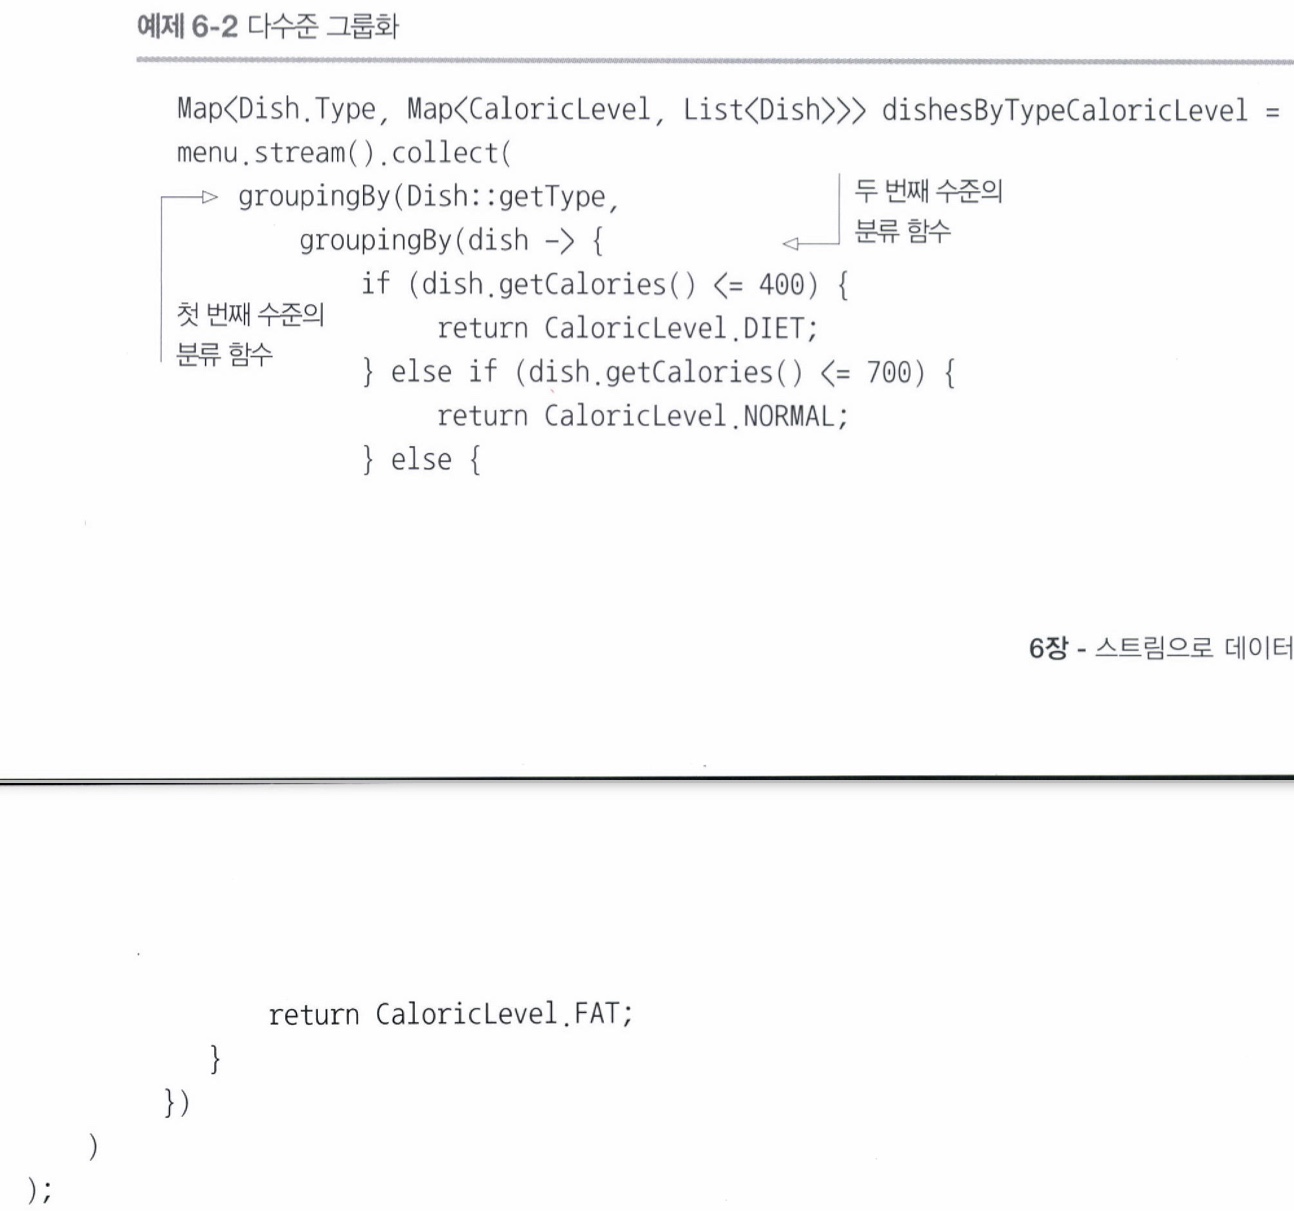 예제 6-2 다수준 그룹화
Map<Dish.Type, Map<CaloricLevel, List<Dish>>> dishesByTypeCaloricLevel =
menu.stream().collect(
groupingBy(Dish::getType,
두 번째 수준의
분류 함수
groupingBy(dish -> {
if (dish.getCalories() <= 400) {
첫 번째 수준의
분류 함수
return CaloricLevel.DIET;
} else if (dish.getCalories() <= 700) {
return CaloricLevel.NORMAL;
} else {
6장 - 스트림으로 데이터
return CaloricLevel.FAT;
}
})
)
);